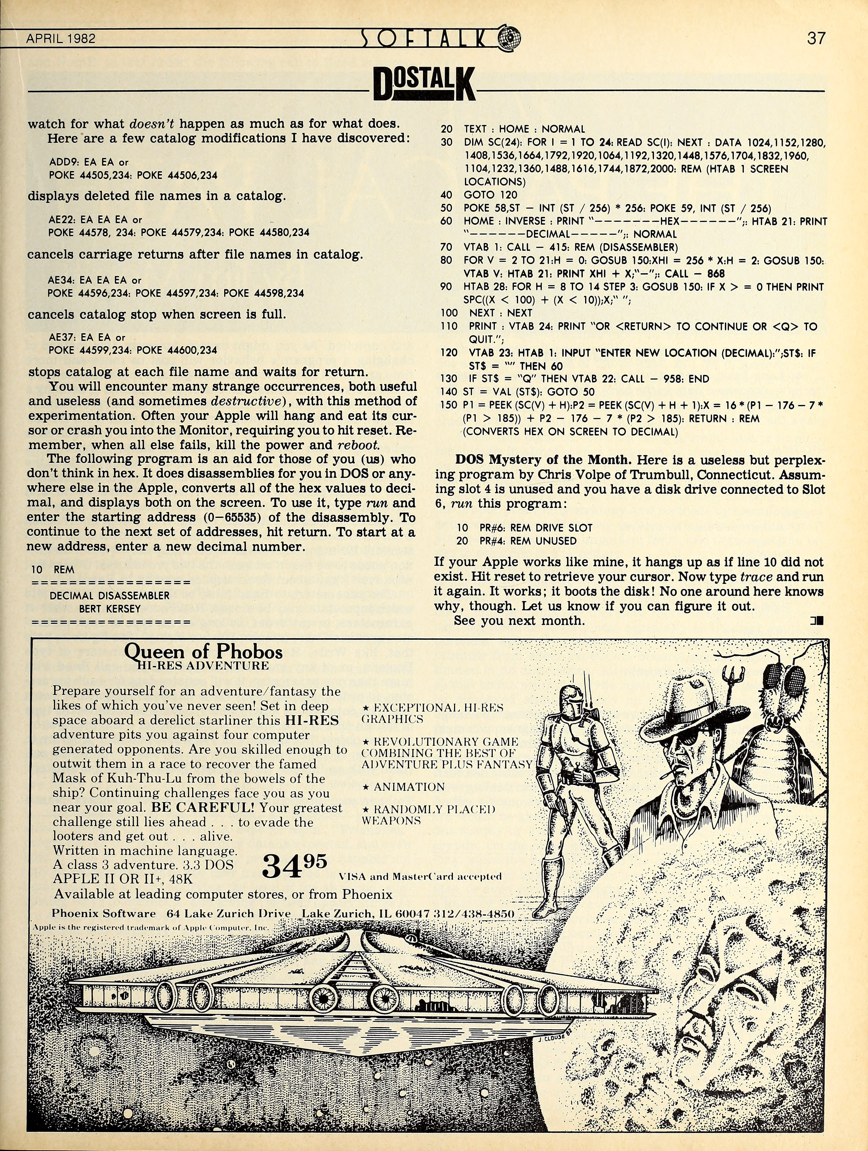 APRIL 1982
SOFTALK
37
DOSTALK
watch for what doesn't happen as much as for what does.
Here are a few catalog modifications I have discovered:
ADD9: EA EA or
POKE 44505,234: POKE 44506,234
displays deleted file names in a catalog.
AE22: EA EA EA or
POKE 44578, 234: POKE 44579,234: POKE 44580,234
cancels carriage returns after file names in catalog.
AE34: EA EA EA or
POKE 44596,234: POKE 44597,234: POKE 44598,234
cancels catalog stop when screen is full.
AE37: EA EA or
POKE 44599,234: POKE 44600,234
stops catalog at each file name and waits for return.
You will encounter many strange occurrences, both useful
and useless (and sometimes destructive), with this method of
experimentation. Often your Apple will hang and eat its cur-
sor or crash you into the Monitor, requiring you to hit reset. Re-
member, when all else fails, kill the power and reboot.
The following program is an aid for those of you (us) who
don't think in hex. It does disassemblies for you in DOS or any-
where else in the Apple, converts all of the hex values to deci-
mal, and displays both on the screen. To use it, type run and
enter the starting address (0-65535) of the disassembly. To
continue to the next set of addresses, hit return. To start at a
new address, enter a new decimal number.
10 REM
==================
DECIMAL DISASSEMBLER
BERT KERSEY
==================
20 TEXT : HOME : NORMAL
30 DIM SC(24): FOR I = 1 TO 24: READ SC(I): NEXT : DATA 1024,1152,1280,
1408,1536,1664,1792,1920,1064,1192,1320,1448,1576,1704,1832,1960,
1104,1232,1360,1488,1616,1744,1872,2000: REM (HTAB 1 SCREEN
LOCATIONS)
40 GOTO 120
50 POKE 58,ST - INT (ST / 256) * 256: POKE 59, INT (ST / 256)
60 HOME : INVERSE : PRINT "--------HEX-------";: HTAB 21: PRINT
"------DECIMAL-----";: NORMAL
70 VTAB 1: CALL - 415: REM (DISASSEMBLER)
80 FOR V = 2 TO 21:H = 0: GOSUB 150:XHI = 256 * X:H = 2: GOSUB 150:
VTAB V: HTAB 21: PRINT XHI + X;"-";: CALL - 868
90 HTAB 28: FOR H = 8 TO 14 STEP 3: GOSUB 150: IF X > = 0 THEN PRINT
SPC((X < 100) + (X < 10));X;" ";
100 NEXT : NEXT
110 PRINT : VTAB 24: PRINT "OR <RETURN> TO CONTINUE OR <Q> TO
QUIT.";
120 VTAB 23: HTAB 1: INPUT "ENTER NEW LOCATION (DECIMAL):";ST$: IF
ST$ = "" THEN 60
130 IF ST$ = "Q" THEN VTAB 22: CALL - 958: END
140 ST = VAL (ST$): GOTO 50
150 P1 = PEEK (SC(V) + H):P2 = PEEK (SC(V) + H + 1):X = 16 * (P1 - 176 - 7 *
(P1 > 185)) + P2 - 176 - 7 * (P2 > 185): RETURN : REM
(CONVERTS HEX ON SCREEN TO DECIMAL)
DOS Mystery of the Month. Here is a useless but perplex-
ing program by Chris Volpe of Trumbull, Connecticut. Assum-
ing slot 4 is unused and you have a disk drive connected to Slot
6, run this program:
10 PR#6: REM DRIVE SLOT
20 PR#4: REM UNUSED
If your Apple works like mine, it hangs up as if line 10 did not
exist. Hit reset to retrieve your cursor. Now type trace and run
it again. It works; it boots the disk! No one around here knows
why, though. Let us know if you can figure it out.
See you next month.
Queen of Phobos
HI-RES ADVENTURE
Prepare yourself for an adventure/fantasy the
likes of which you've never seen! Set in deep
space aboard a derelict starliner this HI-RES
adventure pits you against four computer
generated opponents. Are you skilled enough to
outwit them in a race to recover the famed
Mask of Kuh-Thu-Lu from the bowels of the
ship? Continuing challenges face you as you
near your goal. BE CAREFUL! Your greatest
challenge still lies ahead . . . to evade the
looters and get out . . . alive.
Written in machine language.
A class 3 adventure. 3.3 DOS
APPLE II OR II+, 48K
34⁹⁵
★ EXCEPTIONAL HI-RES
GRAPHICS
★ REVOLUTIONARY GAME
COMBINING THE BEST OF
ADVENTURE PLUS FANTASY
★ ANIMATION
★ RANDOMLY PLACED
WEAPONS
VISA and MasterCard accepted
Available at leading computer stores, or from Phoenix
Phoenix Software 64 Lake Zurich Drive Lake Zurich, IL 60047 312/438-4850
Apple is the registered trademark of Apple Computer, Inc.
J. CLOUSE